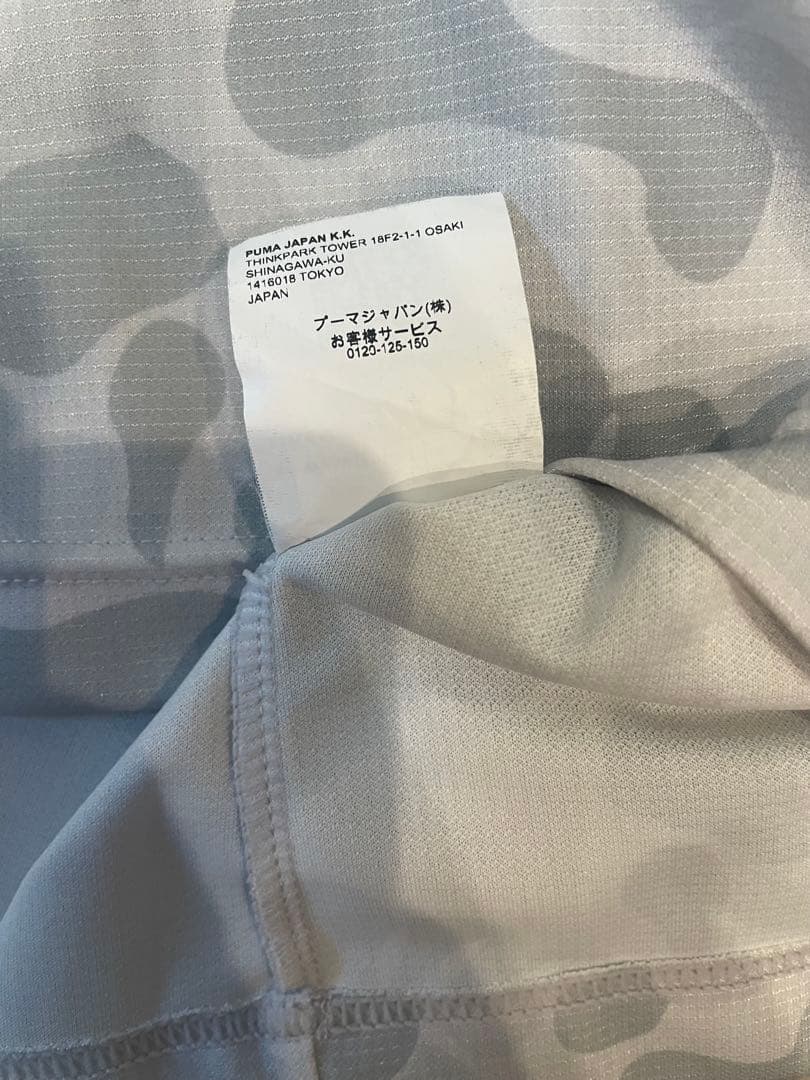 PUMA JAPAN K.K.
THINKPARK TOWER 18F2-1-1 OSAKI
SHINAGAWA-KU
1416018 TOKYO
JAPAN
プーマジャパン(株)
お客様サービス
0120-125-150